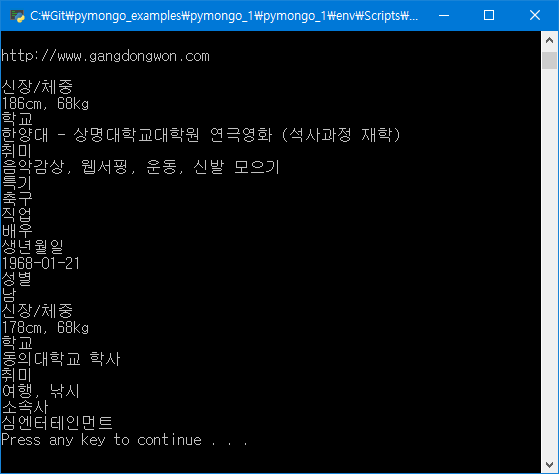 C:₩Git₩pymongo_examples₩pymongo_1₩pymongo_1₩env₩Scripts₩...
http://www.gangdongwon.com
신장/체중
186cm, 68kg
학교
한양대 - 상명대학교대학원 연극영화 (석사과정 재학)
취미
음악감상, 웹서핑, 운동, 신발 모으기
특기
축구
직업
배우
생년월일
1968-01-21
성별
남
신장/체중
178cm, 68kg
학교
동의대학교 학사
취미
여행, 낚시
소속사
심엔터테인먼트
Press any key to continue . . .